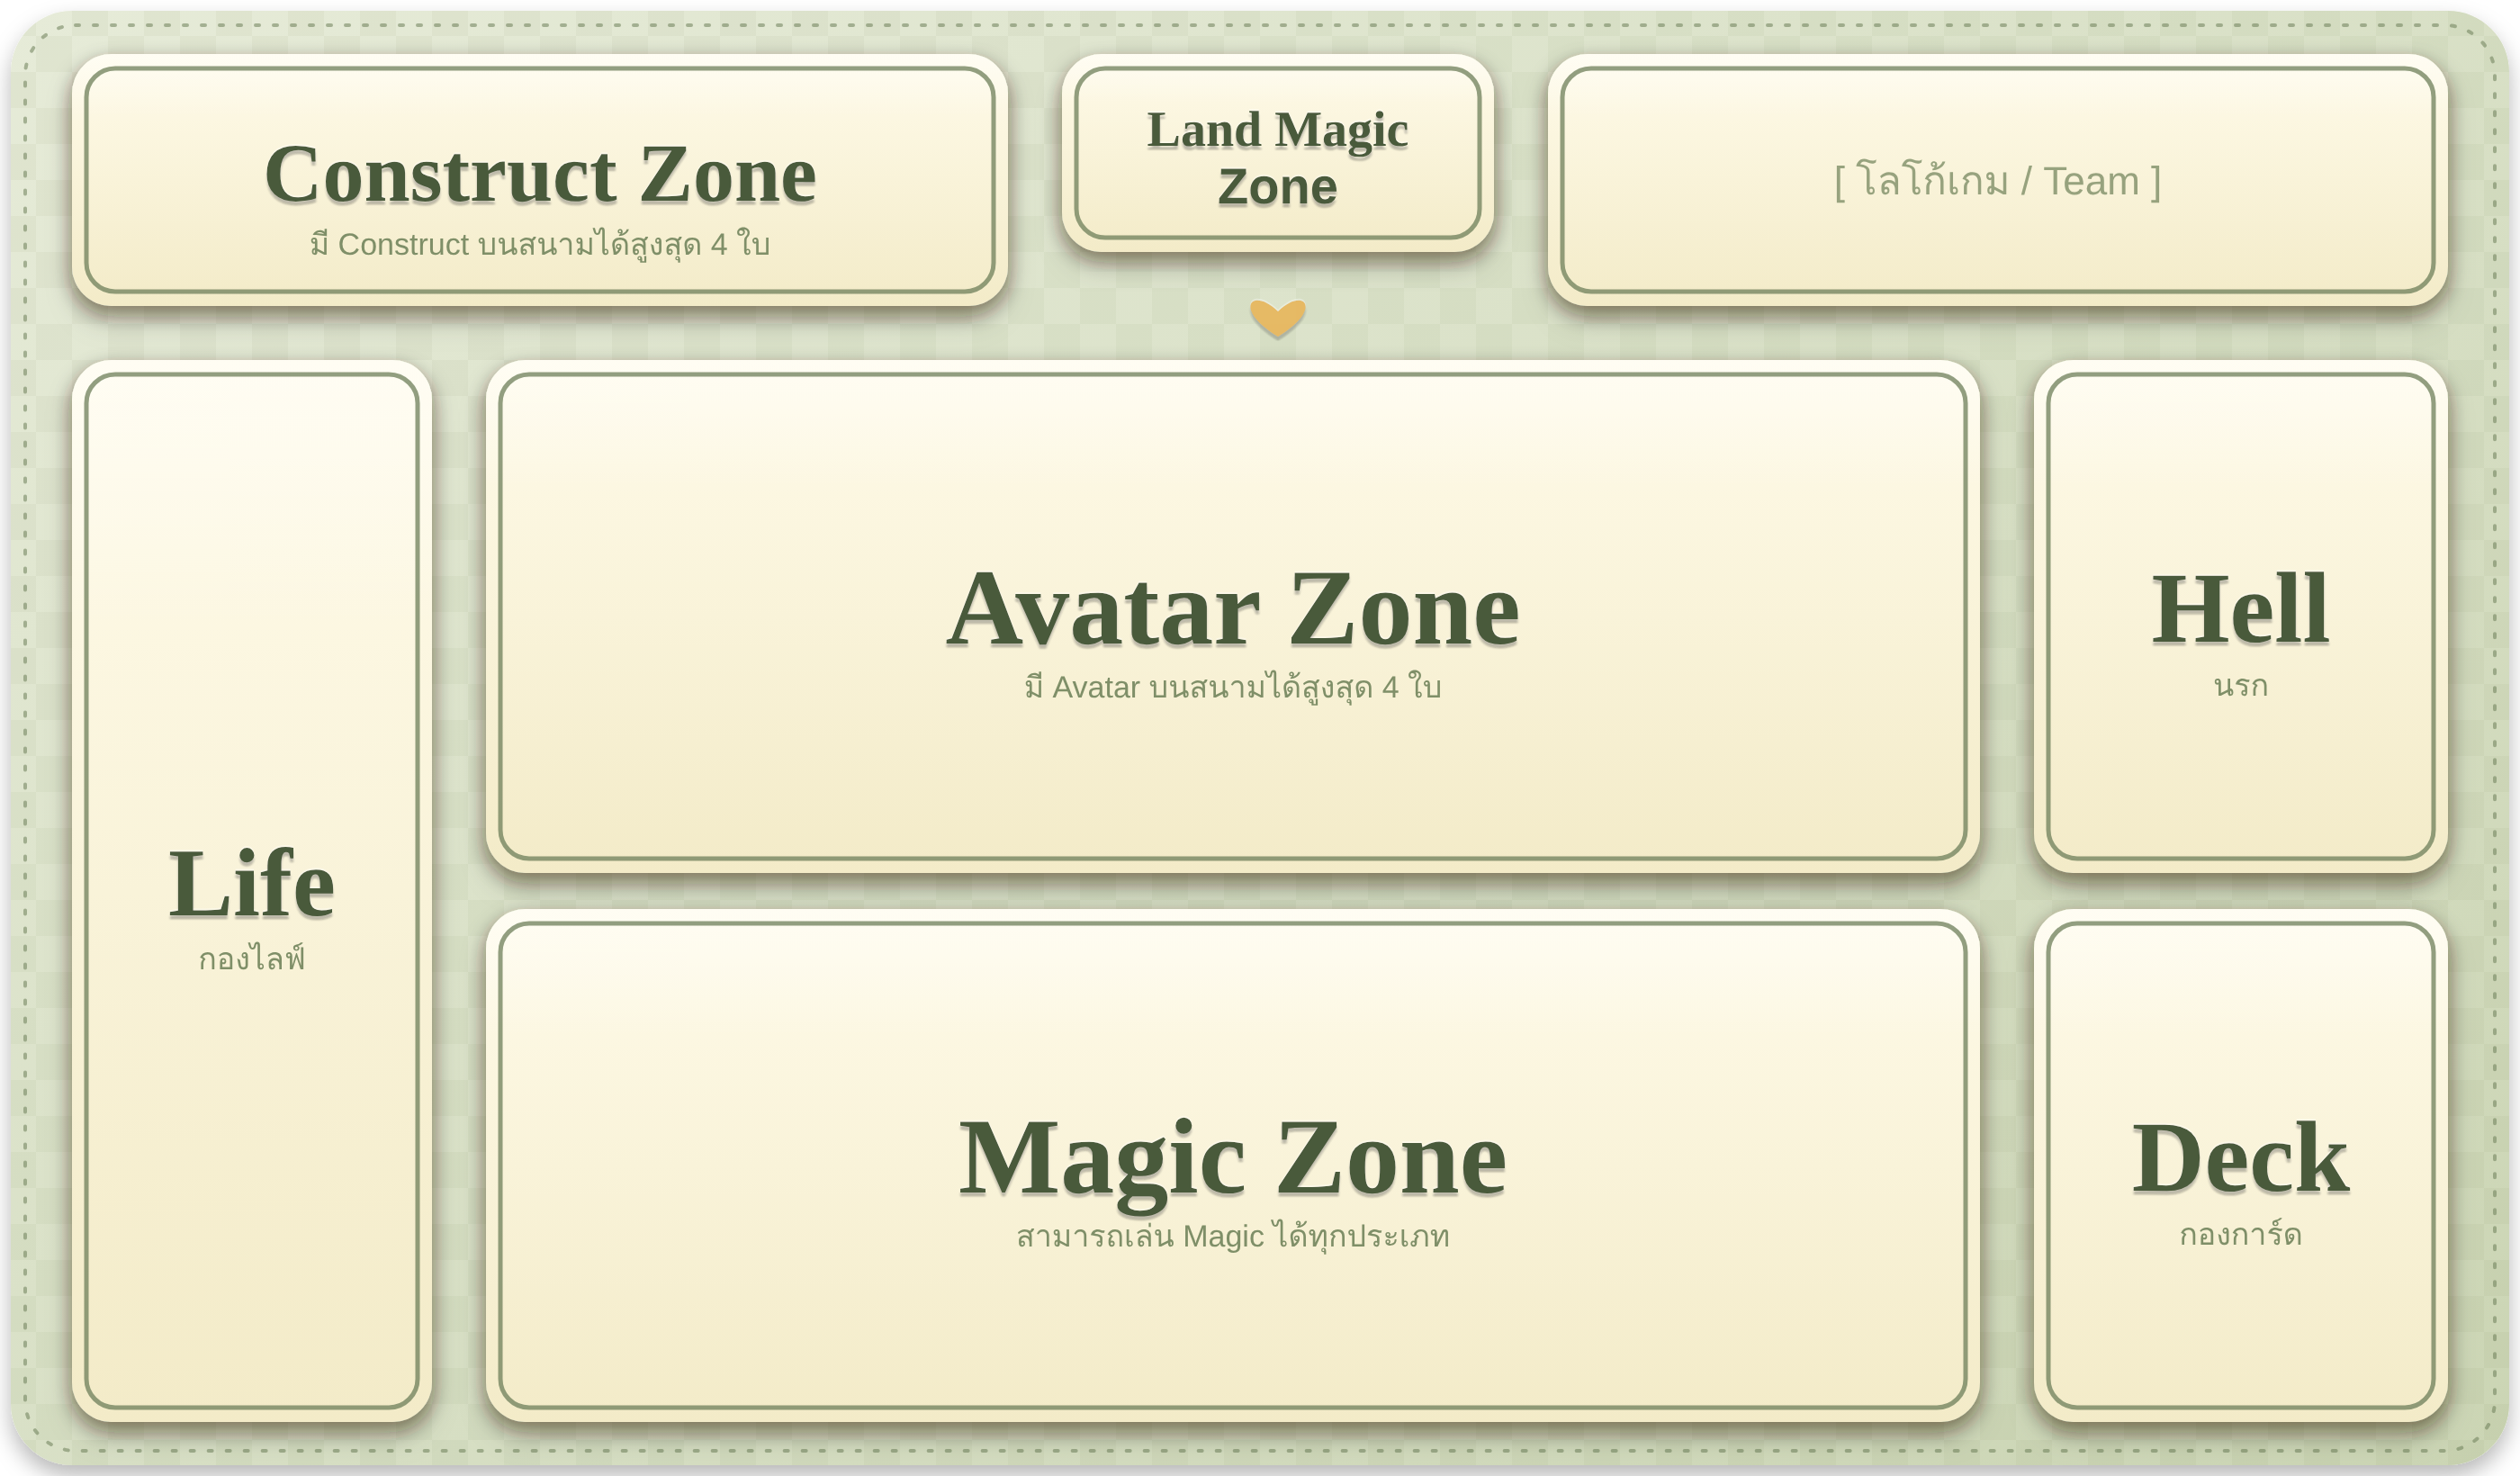 Construct Zone
มี Construct บนสนามได้สูงสุด 4 ใบ
Land Magic
Zone
[ โลโก้เกม / Team ]
Life
กองไลฟ์
Avatar Zone
มี Avatar บนสนามได้สูงสุด 4 ใบ
Hell
นรก
Magic Zone
สามารถเล่น Magic ได้ทุกประเภท
Deck
กองการ์ด